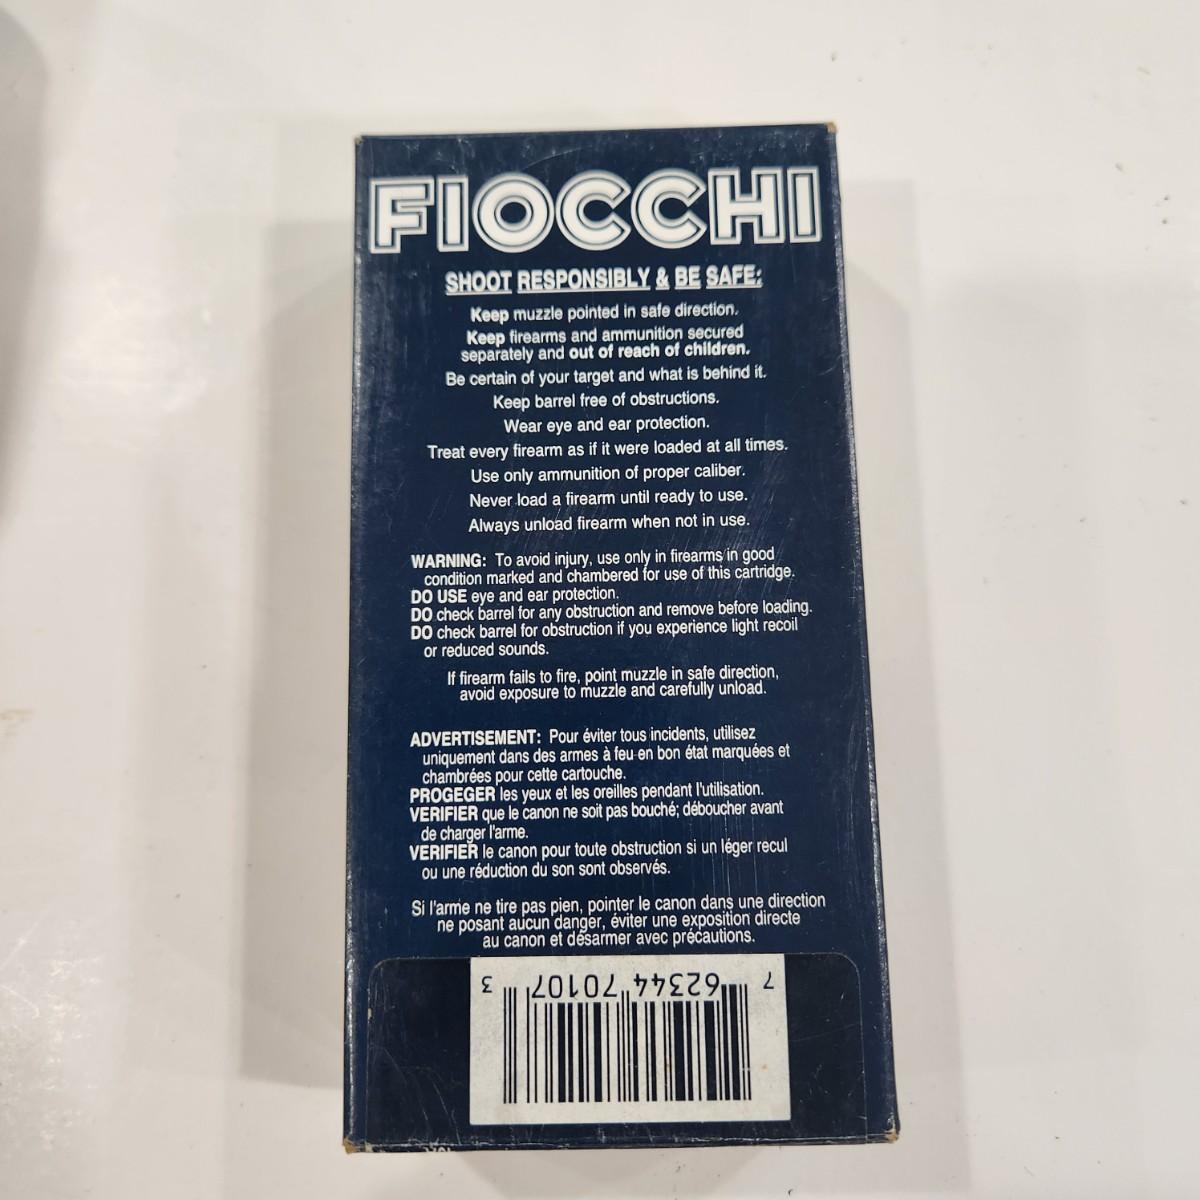 FIOCCHI
SHOOT RESPONSIBLY & BE SAFE:
Keep muzzle pointed in safe direction.
Keep firearms and ammunition secured
separately and out of reach of children.
Be certain of your target and what is behind it.
Keep barrel free of obstructions.
Wear eye and ear protection.
Treat every firearm as if it were loaded at all times.
Use only ammunition of proper caliber.
Never load a firearm until ready to use.
Always unload firearm when not in use.
WARNING: To avoid injury, use only in firearms in good
condition marked and chambered for use of this cartridge.
DO USE eye and ear protection.
DO check barrel for any obstruction and remove before loading.
DO check barrel for obstruction if you experience light recoil
or reduced sounds.
If firearm fails to fire, point muzzle in safe direction,
avoid exposure to muzzle and carefully unload.
ADVERTISEMENT: Pour éviter tous incidents, utilisez
uniquement dans des armes à feu en bon état marquées et
chambrées pour cette cartouche.
PROGEGER les yeux et les oreilles pendant l'utilisation.
VERIFIER que le canon ne soit pas bouché; déboucher avant
de charger l'arme.
VERIFIER le canon pour toute obstruction si un léger recul
ou une réduction du son sont observés.
Si l'arme ne tire pas pien, pointer le canon dans une direction
ne posant aucun danger, éviter une exposition directe
au canon et désarmer avec précautions.
7 62344 70107 3